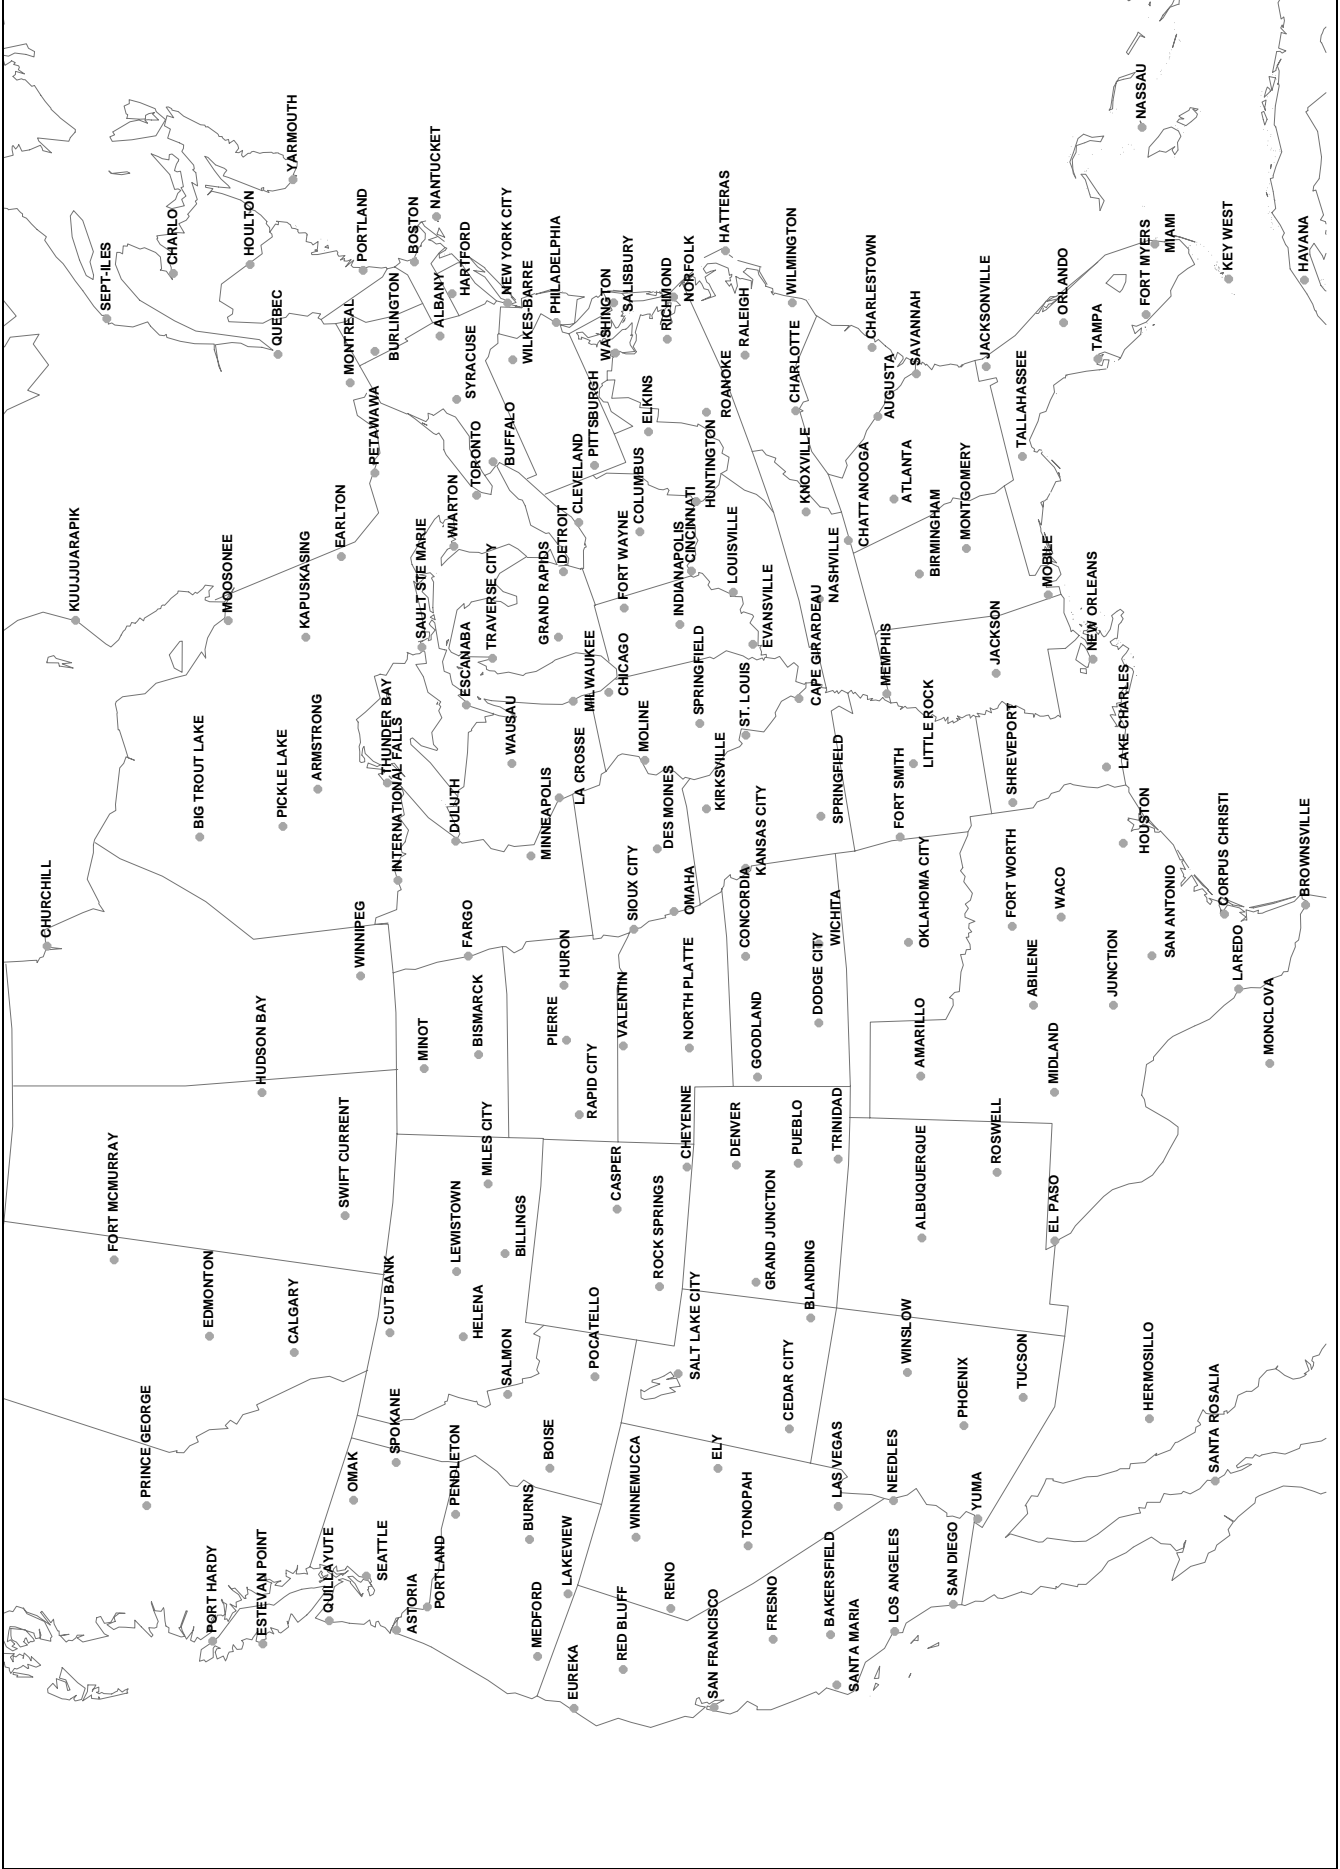 CHURCHILL
KUUJJUARAPIK
SEPT-ILES
FORT MCMURRAY
PRINCE GEORGE
BIG TROUT LAKE
MOOSONEE
CHARLO
HOULTON
YARMOUTH
PORT HARDY
EDMONTON
HUDSON BAY
PICKLE LAKE
QUEBEC
ESTEVAN POINT
CALGARY
ARMSTRONG
KAPUSKASING
QUILLAYUTE
SWIFT CURRENT
WINNIPEG
EARLTON
MONTREAL
PORTLAND
OMAK
CUT BANK
INTERNATIONAL FALLS
THUNDER BAY
PETAWAWA
BURLINGTON
BOSTON
NANTUCKET
SEATTLE
SPOKANE
MINOT
SAULT STE MARIE
WIARTON
ALBANY
HARTFORD
ASTORIA
PORTLAND
PENDLETON
LEWISTOWN
FARGO
DULUTH
ESCANABA
TORONTO
SYRACUSE
HELENA
MILES CITY
BISMARCK
TRAVERSE CITY
BUFFALO
NEW YORK CITY
SALMON
BILLINGS
WAUSAU
WILKES-BARRE
BURNS
BOISE
PIERRE
HURON
MINNEAPOLIS
GRAND RAPIDS
DETROIT
PHILADELPHIA
MEDFORD
LAKEVIEW
RAPID CITY
LA CROSSE
MILWAUKEE
CLEVELAND
PITTSBURGH
EUREKA
POCATELLO
CASPER
VALENTIN
SIOUX CITY
CHICAGO
FORT WAYNE
WASHINGTON
SALISBURY
RED BLUFF
WINNEMUCCA
ROCK SPRINGS
MOLINE
COLUMBUS
ELKINS
RENO
SALT LAKE CITY
CHEYENNE
NORTH PLATTE
OMAHA
DES MOINES
INDIANAPOLIS
CINCINNATI
RICHMOND
NORFOLK
SAN FRANCISCO
ELY
KIRKSVILLE
SPRINGFIELD
HUNTINGTON
ROANOKE
HATTERAS
TONOPAH
DENVER
CONCORDIA
KANSAS CITY
ST. LOUIS
LOUISVILLE
RALEIGH
FRESNO
GRAND JUNCTION
GOODLAND
EVANSVILLE
CEDAR CITY
PUEBLO
CAPE GIRARDEAU
KNOXVILLE
CHARLOTTE
WILMINGTON
BAKERSFIELD
BLANDING
DODGE CITY
WICHITA
SPRINGFIELD
NASHVILLE
SANTA MARIA
LAS VEGAS
TRINIDAD
CHATTANOOGA
CHARLESTOWN
LOS ANGELES
NEEDLES
FORT SMITH
MEMPHIS
ATLANTA
AUGUSTA
WINSLOW
ALBUQUERQUE
AMARILLO
OKLAHOMA CITY
LITTLE ROCK
BIRMINGHAM
SAVANNAH
SAN DIEGO
PHOENIX
MONTGOMERY
YUMA
ROSWELL
JACKSON
JACKSONVILLE
TUCSON
FORT WORTH
SHREVEPORT
TALLAHASSEE
ABILENE
EL PASO
MIDLAND
WACO
MOBILE
ORLANDO
JUNCTION
NEW ORLEANS
TAMPA
HOUSTON
LAKE CHARLES
FORT MYERS
NASSAU
HERMOSILLO
SAN ANTONIO
MIAMI
SANTA ROSALIA
LAREDO
CORPUS CHRISTI
KEY WEST
MONCLOVA
BROWNSVILLE
HAVANA